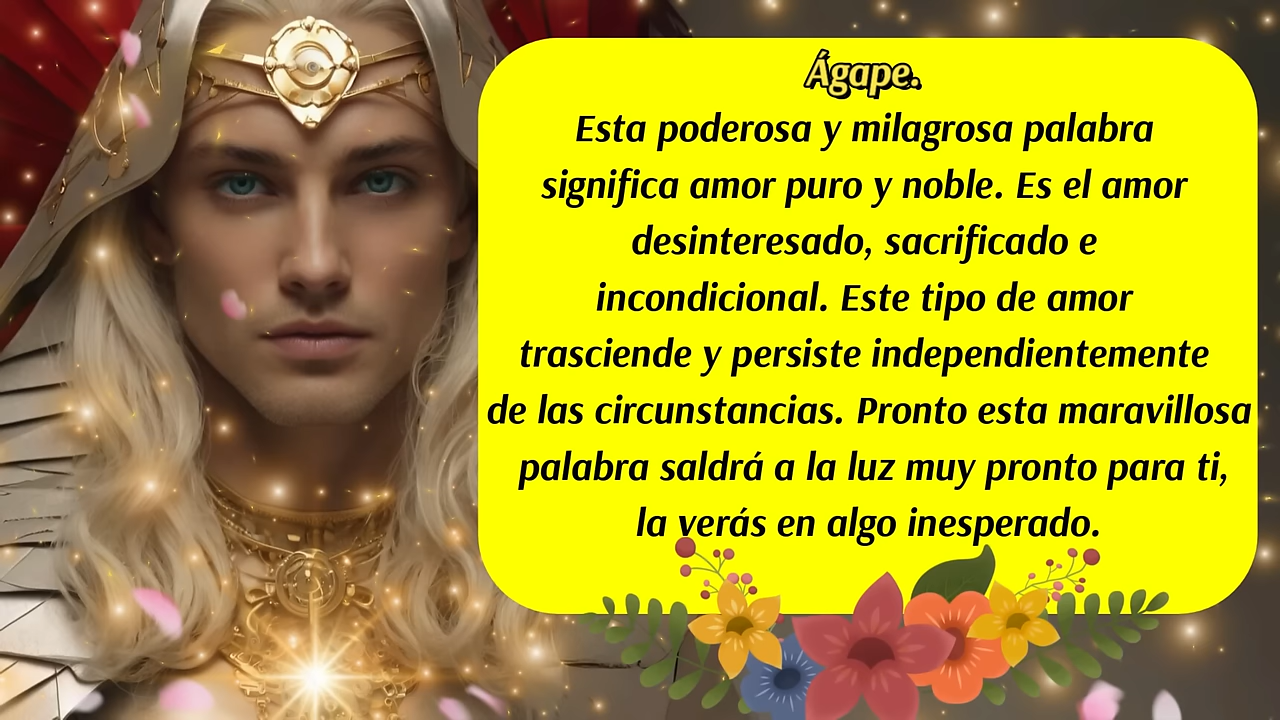 Ágape.
Esta poderosa y milagrosa palabra
significa amor puro y noble. Es el amor
desinteresado, sacrificado e
incondicional. Este tipo de amor
trasciende y persiste independientemente
de las circunstancias. Pronto esta maravillosa
palabra saldrá a la luz muy pronto para ti,
la verás en algo inesperado.